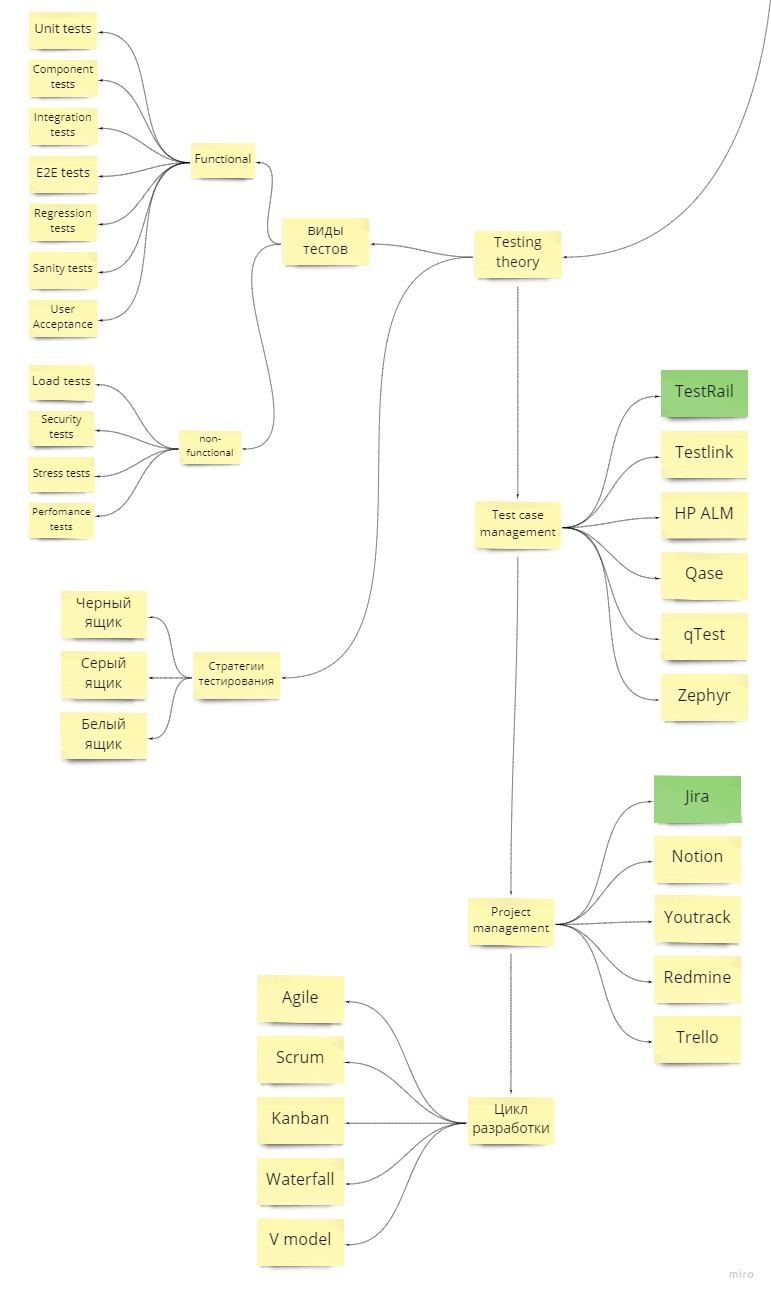 Unit tests
Component
tests
Integration
tests
E2E tests
Regression
tests
Sanity tests
User
Acceptance
Functional
виды
тестов
Testing
theory
Load tests
Security
tests
Stress tests
Perfomance
tests
non-
functional
TestRail
Testlink
HP ALM
Qase
qTest
Zephyr
Test case
management
Черный
ящик
Серый
ящик
Белый
ящик
Стратегии
тестирования
Jira
Notion
Youtrack
Redmine
Trello
Project
management
Agile
Scrum
Kanban
Waterfall
V model
Цикл
разработки
miro